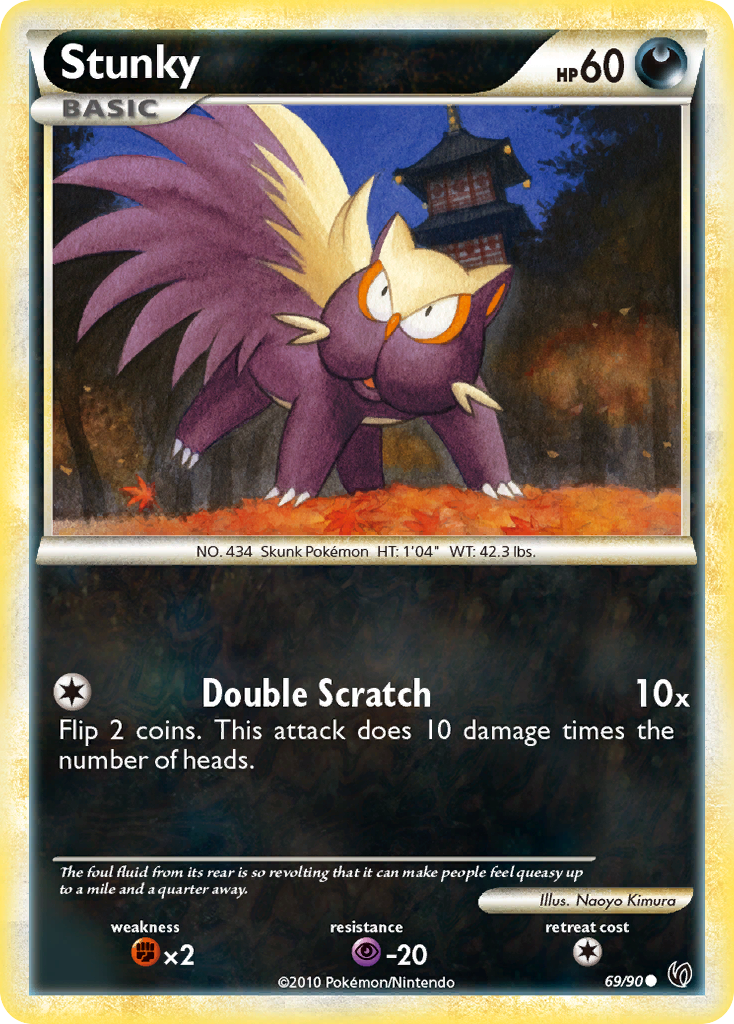 Stunky
HP60
BASIC
NO. 434 Skunk Pokémon HT: 1'04" WT: 42.3 lbs.
Double Scratch 10x
Flip 2 coins. This attack does 10 damage times the
number of heads.
The foul fluid from its rear is so revolting that it can make people feel queasy up
to a mile and a quarter away.
Illus. Naoyo Kimura
weakness resistance retreat cost
×2 -20
©2010 Pokémon/Nintendo 69/90